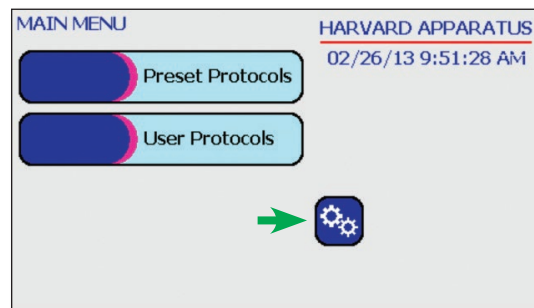 MAIN MENU
HARVARD APPARATUS
02/26/13 9:51:28 AM
Preset Protocols
User Protocols